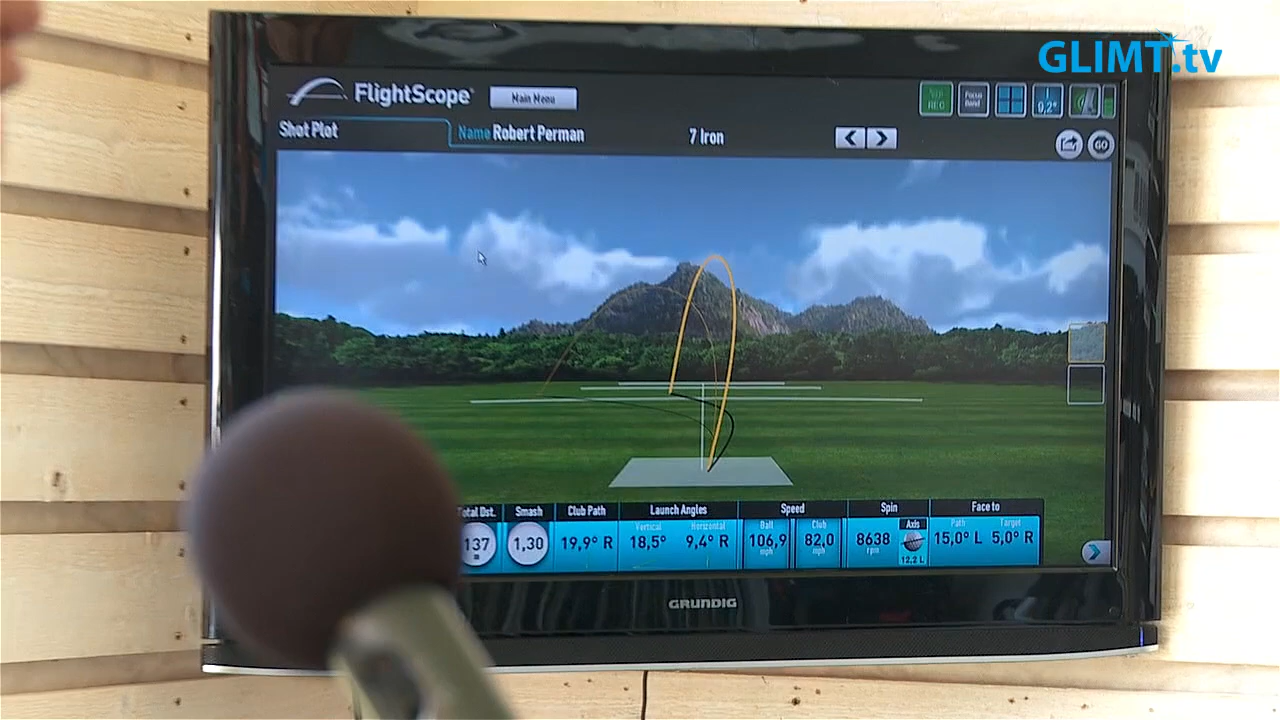 GLIMT.tv
FlightScope
Main Menu
Focus Band
0,2°
Shot Plot
Name Robert Perman
7 Iron
GO
Total Dst. Smash Club Path Launch Angles Speed Spin Face to
Vertical Horizontal Ball Club Axis Path Target
137 1,30 19,9° R 18,5° 9,4° R 106,9 82,0 8638 15,0° L 5,0° R
m mph mph rpm 12,2 L
GRUNDIG